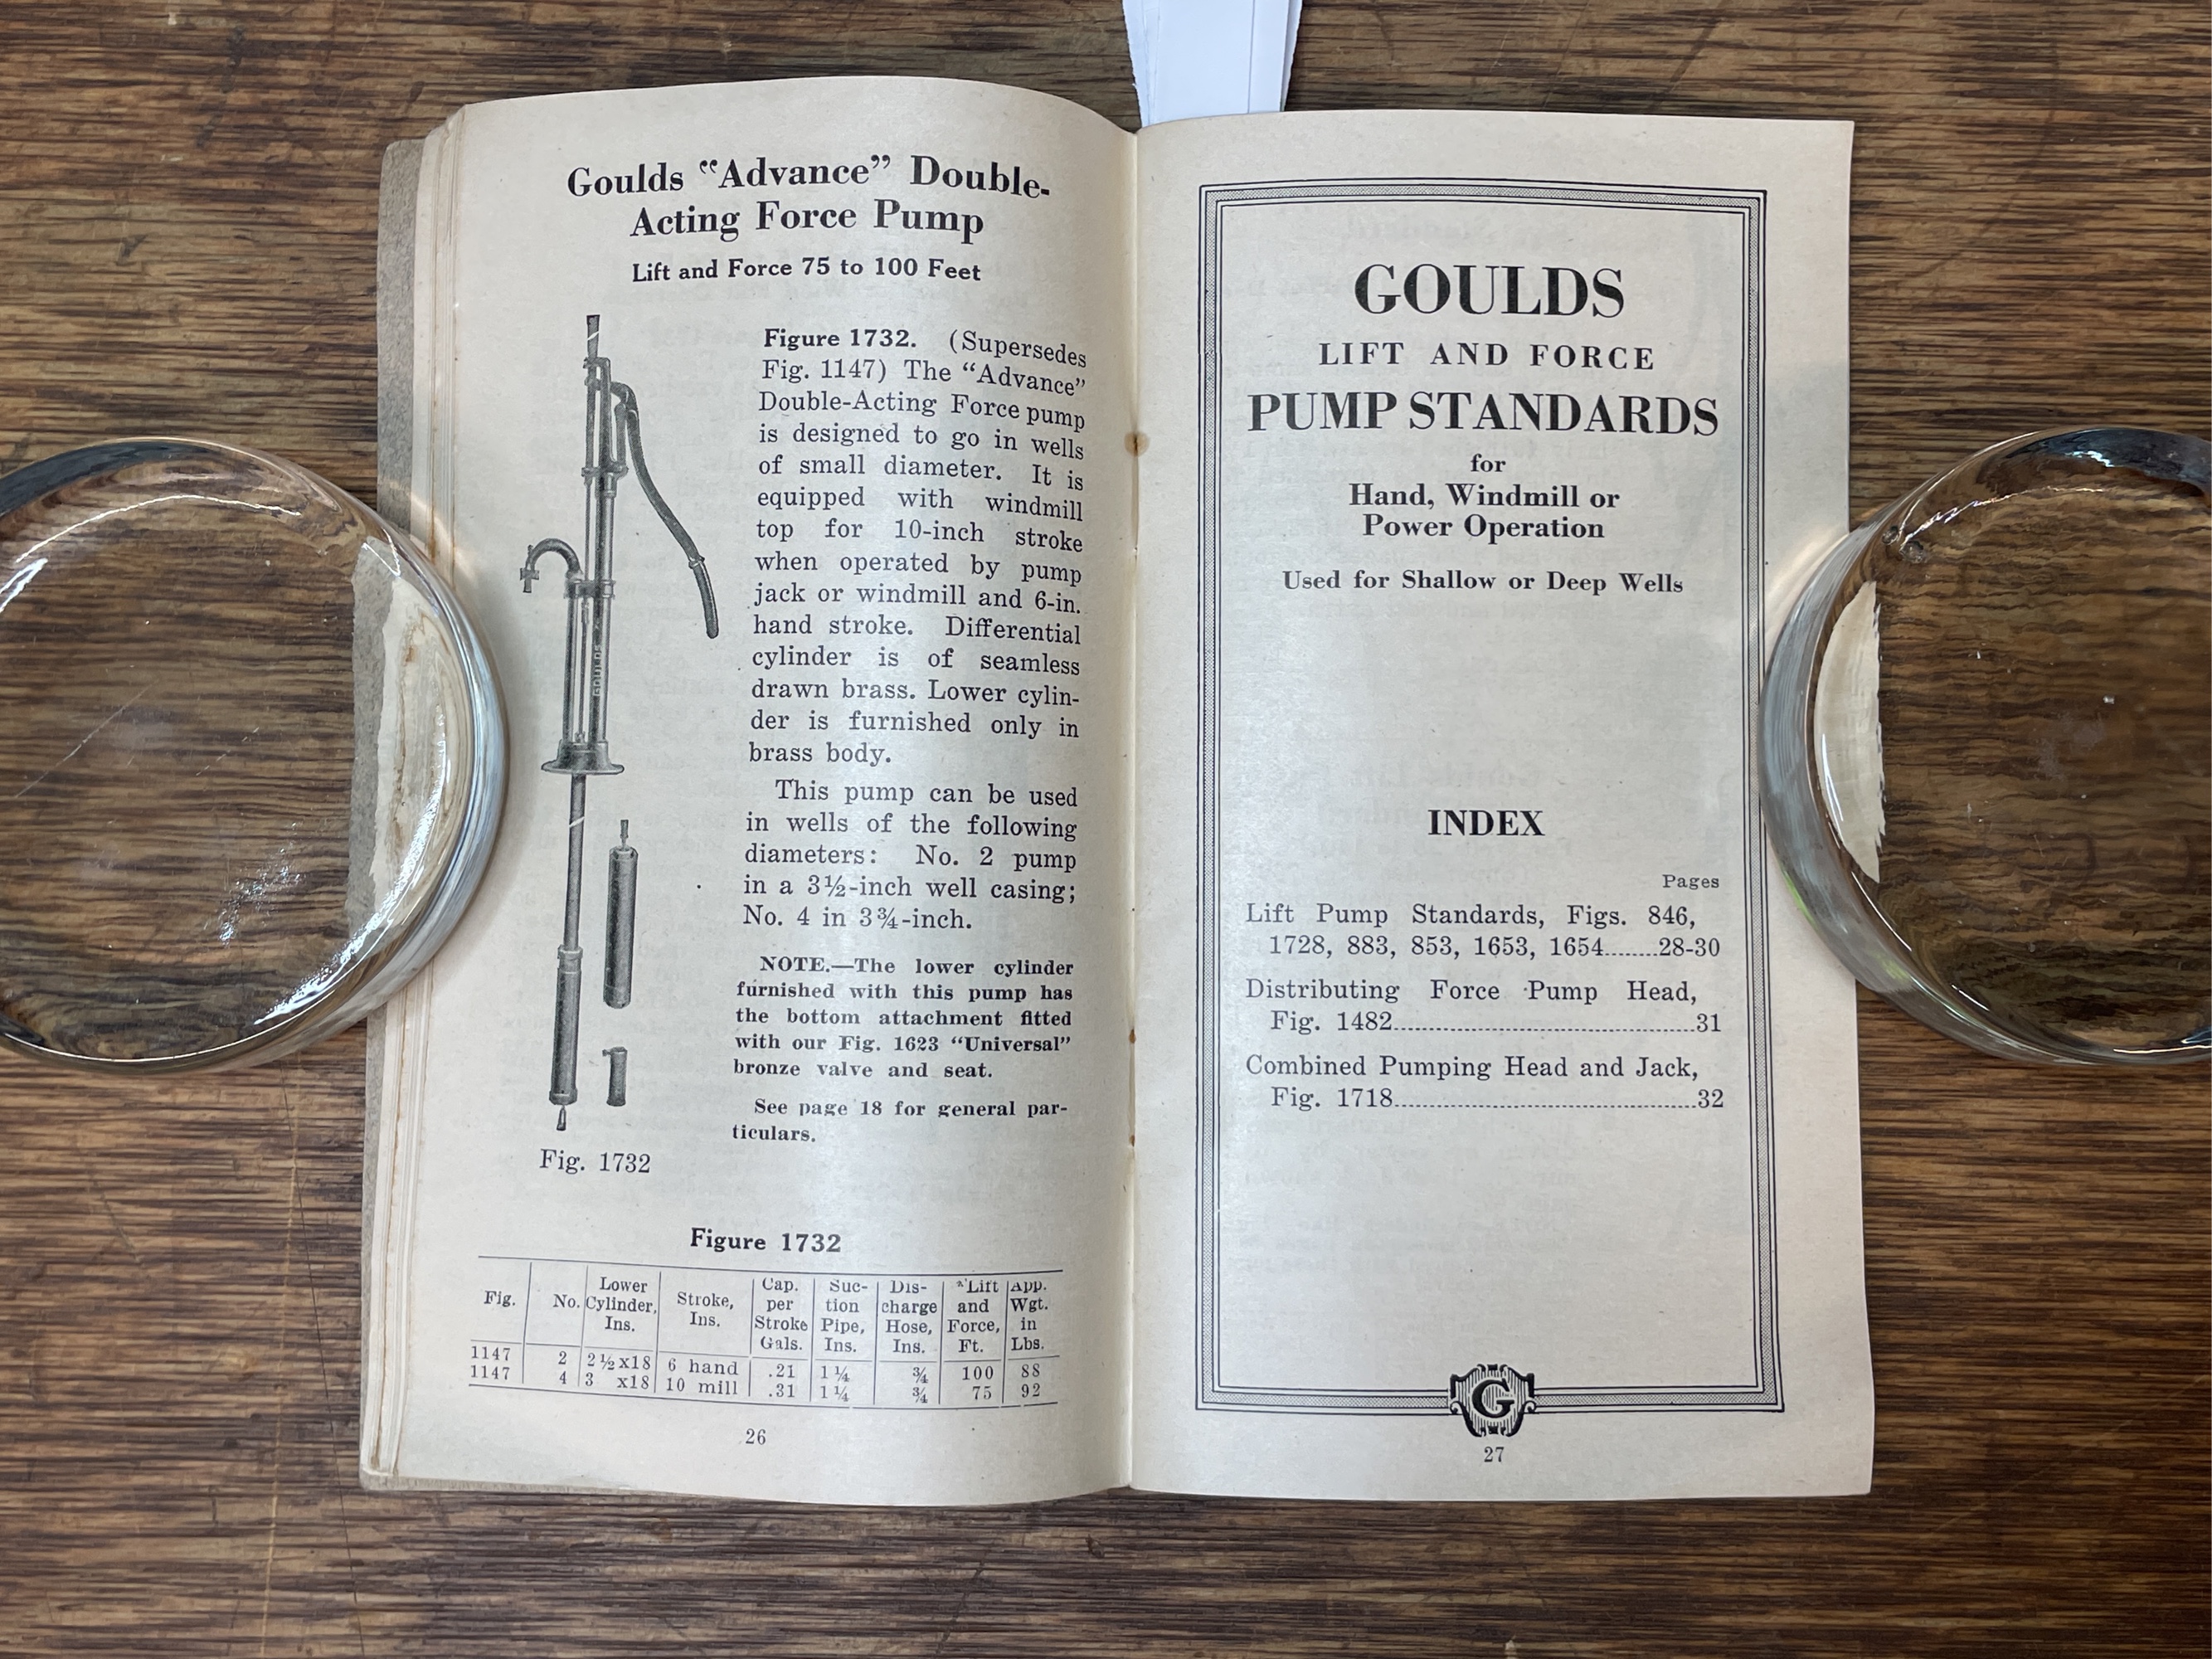 Goulds “Advance” Double-
Acting Force Pump
Lift and Force 75 to 100 Feet
Figure 1732. (Supersedes
Fig. 1147) The “Advance”
Double-Acting Force pump
is designed to go in wells
of small diameter. It is
equipped with windmill
top for 10-inch stroke
when operated by pump
jack or windmill and 6-in.
hand stroke. Differential
cylinder is of seamless
drawn brass. Lower cylin-
der is furnished only in
brass body.
This pump can be used
in wells of the following
diameters: No. 2 pump
in a 3½-inch well casing;
No. 4 in 3¾-inch.
NOTE.—The lower cylinder
furnished with this pump has
the bottom attachment fitted
with our Fig. 1623 “Universal”
bronze valve and seat.
See page 18 for general par-
ticulars.
GOULDS
Fig. 1732
Figure 1732
Fig. | No. | Lower Cylinder, Ins. | Stroke, Ins. | Cap. per Stroke Gals. | Suc- tion Pipe, Ins. | Dis- charge Hose, Ins. | *Lift and Force, Ft. | App. Wgt. in Lbs.
1147 | 2 | 2½x18 | 6 hand | .21 | 1¼ | ¾ | 100 | 88
1147 | 4 | 3 x18 | 10 mill | .31 | 1¼ | ¾ | 75 | 92
26
GOULDS
LIFT AND FORCE
PUMP STANDARDS
for
Hand, Windmill or
Power Operation
Used for Shallow or Deep Wells
INDEX
Pages
Lift Pump Standards, Figs. 846,
1728, 883, 853, 1653, 1654........28-30
Distributing Force Pump Head,
Fig. 1482............................................31
Combined Pumping Head and Jack,
Fig. 1718............................................32
G
27